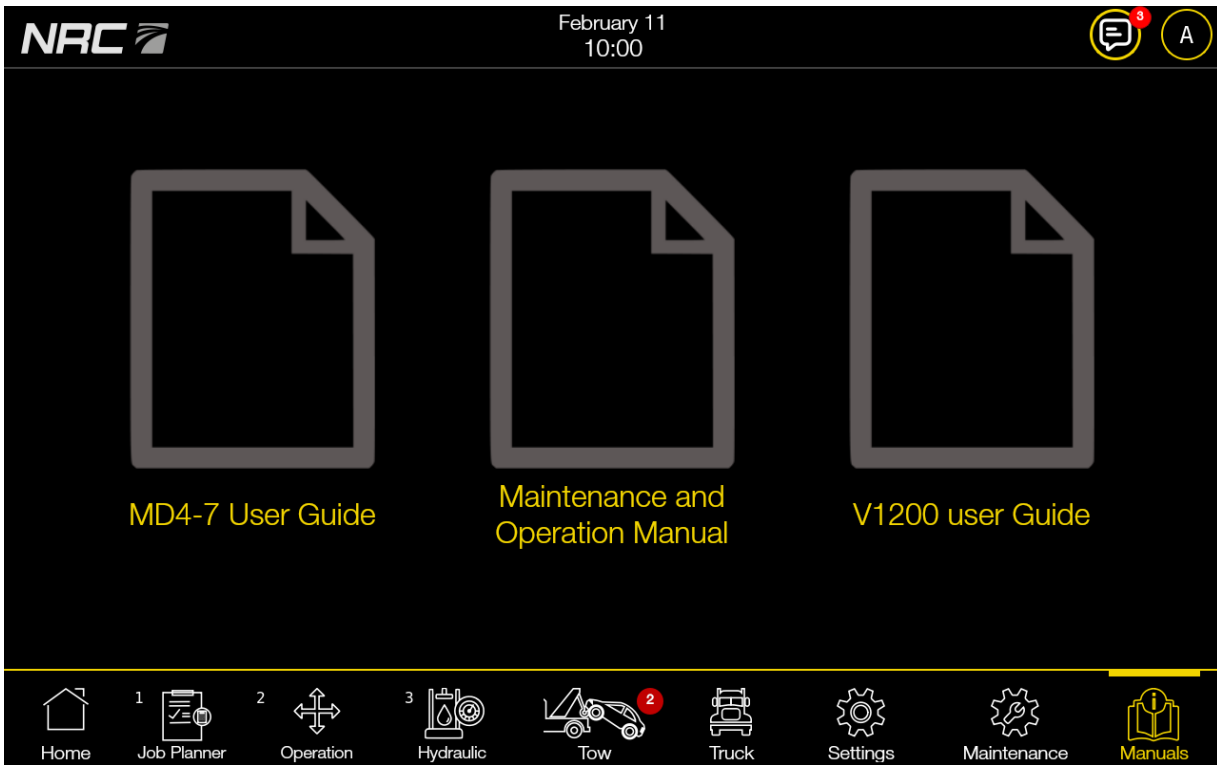 NRC
February 11
10:00
3
A
MD4-7 User Guide
Maintenance and
Operation Manual
V1200 user Guide
Home
1
Job Planner
2
Operation
3
Hydraulic
2
Tow
Truck
Settings
Maintenance
Manuals